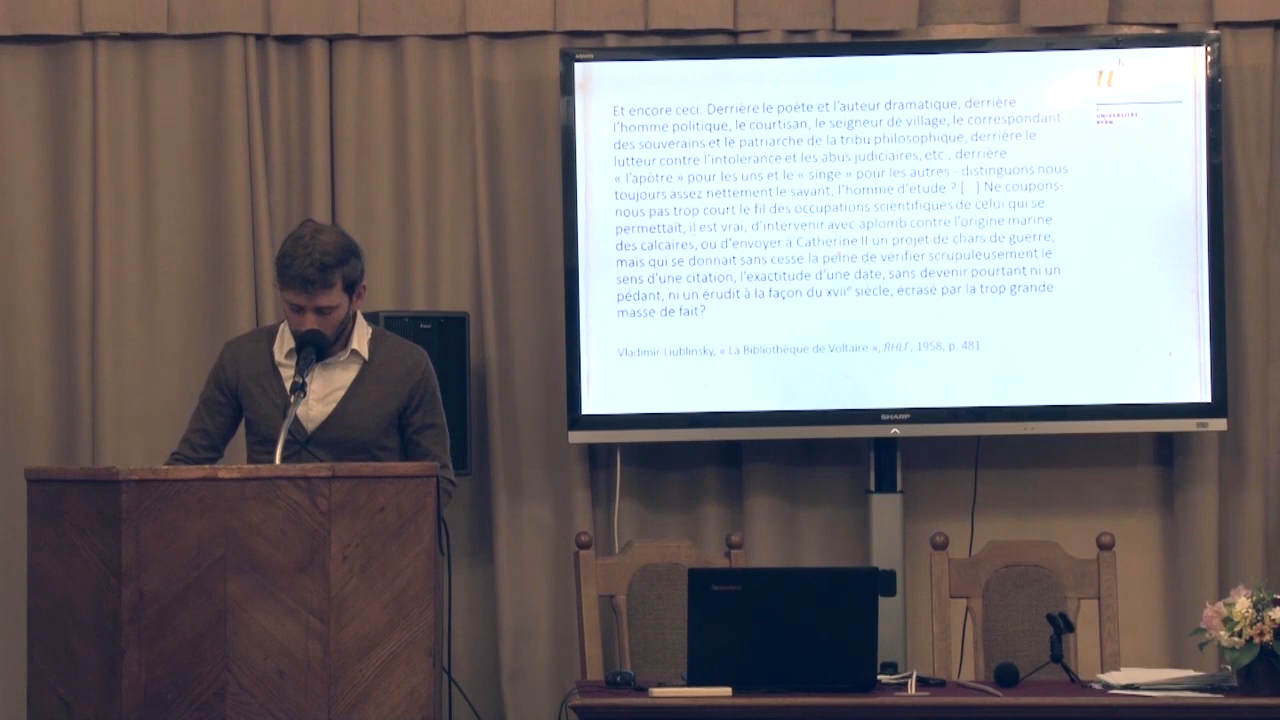 Et encore ceci. Derrière le poète et l'auteur dramatique, derrière
l'homme politique, le courtisan, le seigneur de village, le correspondant
des souverains et le patriarche de la tribu philosophique, derrière le
lutteur contre l'intolérance et les abus judiciaires, etc., derrière
« l'apôtre » pour les uns et le « singe » pour les autres - distinguons nous
toujours assez nettement le savant, l'homme d'étude ? [...] Ne coupons-
nous pas trop court le fil des occupations scientifiques de celui qui se
permettait, il est vrai, d'intervenir avec aplomb contre l'origine marine
des calcaires, ou d'envoyer à Catherine II un projet de chars de guerre,
mais qui se donnait sans cesse la peine de vérifier scrupuleusement le
sens d'une citation, l'exactitude d'une date, sans devenir pourtant ni un
pédant, ni un érudit à la façon du xviiᵉ siècle, écrasé par la trop grande
masse de fait?
Vladimir Liublinsky, « La Bibliothèque de Voltaire », RHLF, 1958, p. 481
u b
UNIVERSITÄT
BERN
SHARP
lenovo